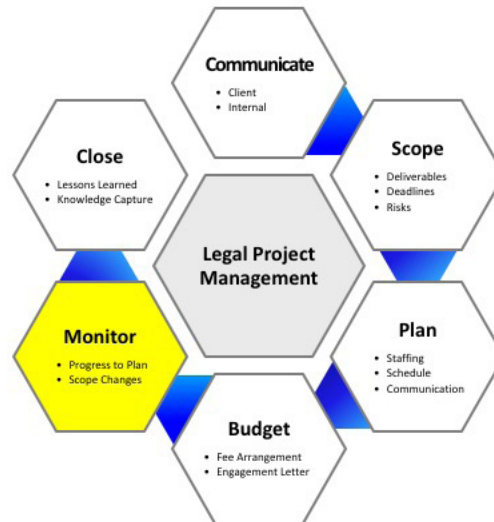 Communicate
• Client
• Internal
Scope
• Deliverables
• Deadlines
• Risks
Plan
• Staffing
• Schedule
• Communication
Budget
• Fee Arrangement
• Engagement Letter
Monitor
• Progress to Plan
• Scope Changes
Close
• Lessons Learned
• Knowledge Capture
Legal Project
Management